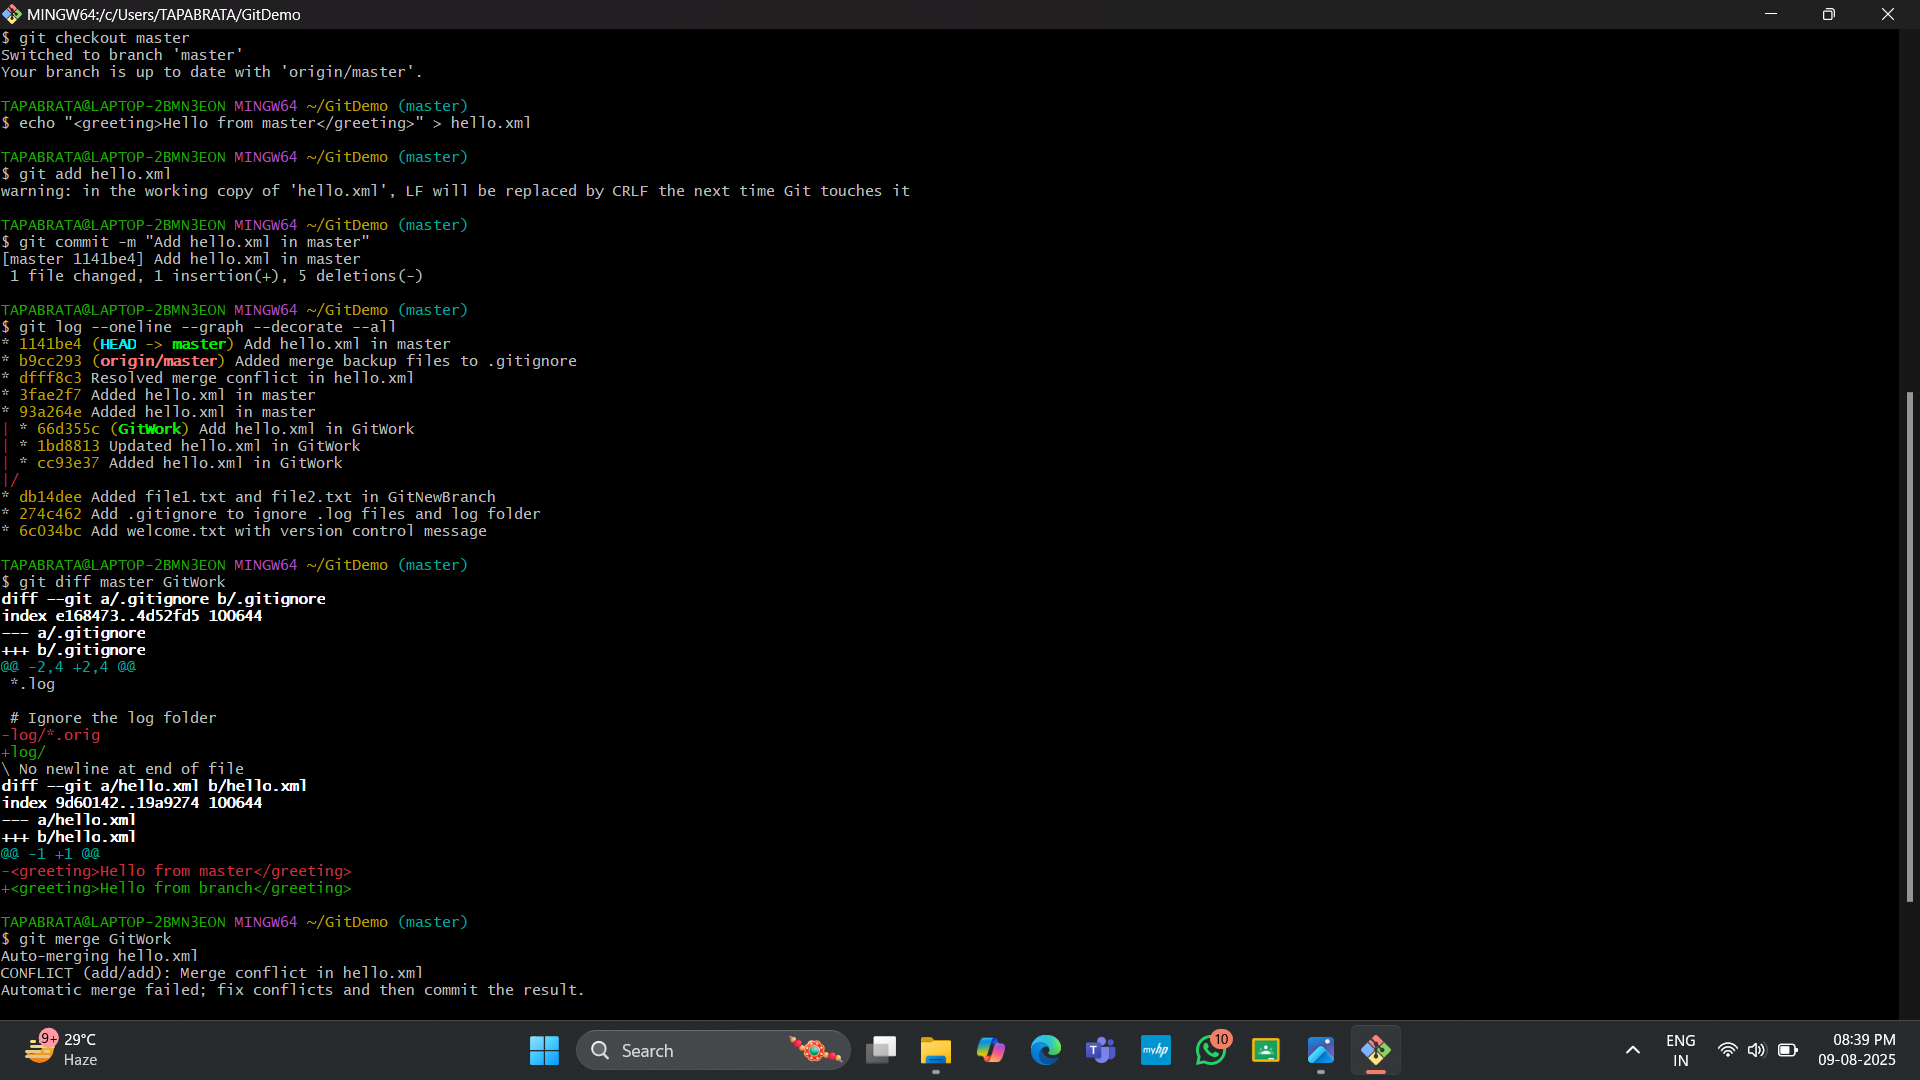 MINGW64:/c/Users/TAPABRATA/GitDemo
$ git checkout master
Switched to branch 'master'
Your branch is up to date with 'origin/master'.
TAPABRATA@LAPTOP-2BMN3EON MINGW64 ~/GitDemo (master)
$ echo "<greeting>Hello from master</greeting>" > hello.xml
TAPABRATA@LAPTOP-2BMN3EON MINGW64 ~/GitDemo (master)
$ git add hello.xml
warning: in the working copy of 'hello.xml', LF will be replaced by CRLF the next time Git touches it
TAPABRATA@LAPTOP-2BMN3EON MINGW64 ~/GitDemo (master)
$ git commit -m "Add hello.xml in master"
[master 1141be4] Add hello.xml in master
 1 file changed, 1 insertion(+), 5 deletions(-)
TAPABRATA@LAPTOP-2BMN3EON MINGW64 ~/GitDemo (master)
$ git log --oneline --graph --decorate --all
* 1141be4 (HEAD -> master) Add hello.xml in master
* b9cc293 (origin/master) Added merge backup files to .gitignore
* dfff8c3 Resolved merge conflict in hello.xml
* 3fae2f7 Added hello.xml in master
* 93a264e Added hello.xml in master
| * 66d355c (GitWork) Add hello.xml in GitWork
| * 1bd8813 Updated hello.xml in GitWork
| * cc93e37 Added hello.xml in GitWork
|/
* db14dee Added file1.txt and file2.txt in GitNewBranch
* 274c462 Add .gitignore to ignore .log files and log folder
* 6c034bc Add welcome.txt with version control message
TAPABRATA@LAPTOP-2BMN3EON MINGW64 ~/GitDemo (master)
$ git diff master GitWork
diff --git a/.gitignore b/.gitignore
index e168473..4d52fd5 100644
--- a/.gitignore
+++ b/.gitignore
@@ -2,4 +2,4 @@
 *.log
 # Ignore the log folder
-log/*.orig
+log/
\ No newline at end of file
diff --git a/hello.xml b/hello.xml
index 9d60142..19a9274 100644
--- a/hello.xml
+++ b/hello.xml
@@ -1 +1 @@
-<greeting>Hello from master</greeting>
+<greeting>Hello from branch</greeting>
TAPABRATA@LAPTOP-2BMN3EON MINGW64 ~/GitDemo (master)
$ git merge GitWork
Auto-merging hello.xml
CONFLICT (add/add): Merge conflict in hello.xml
Automatic merge failed; fix conflicts and then commit the result.
9+
29°C
Haze
Search
myhp
10
ENG
IN
08:39 PM
09-08-2025